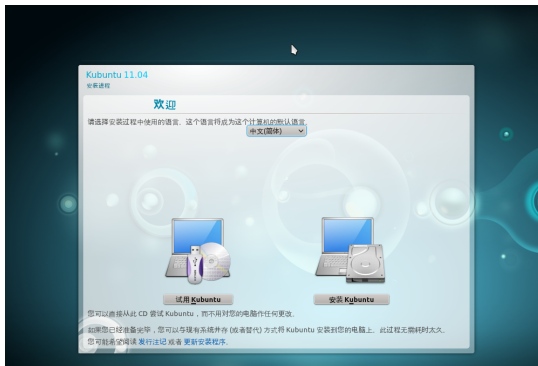 Kubuntu 11.04
安装进程
欢迎
请选择安装过程中使用的语言。这个语言将成为这个计算机的默认语言。
中文(简体)
试用 Kubuntu
安装 Kubuntu
您可以直接从此 CD 尝试 Kubuntu，而不用对您的电脑作任何更改。
如果您已经准备完毕，您可以与现有系统并存 (或者替代) 方式将 Kubuntu 安装到您的电脑上。此过程无需耗时太久。
您可能希望阅读 发行注记 或者 更新安装程序。